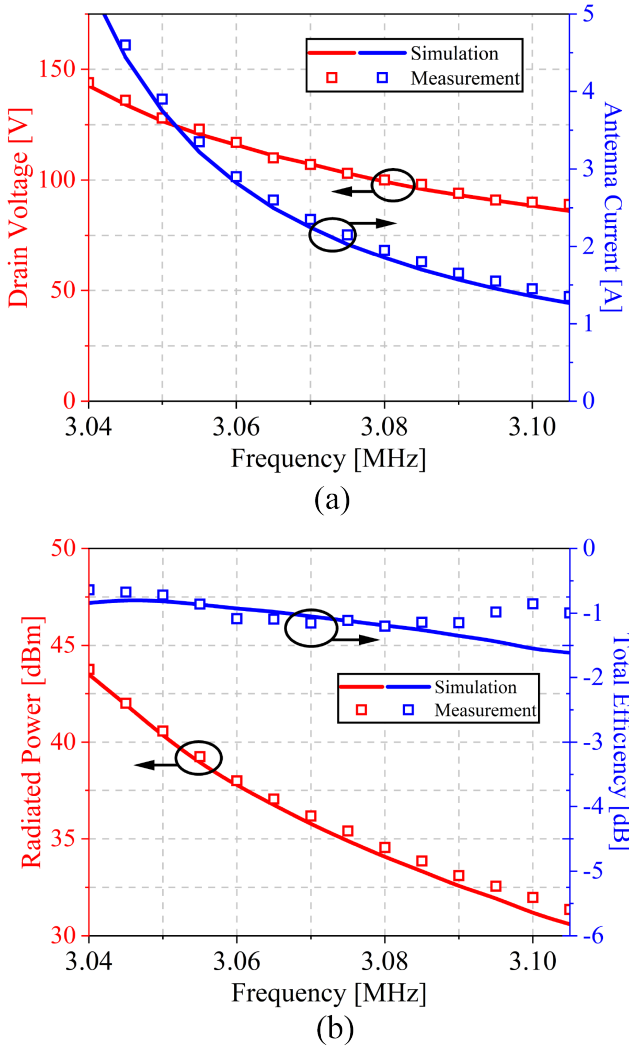 5
150
Simulation
Measurement
4
Drain Voltage [V]
100
3
Antenna Current [A]
2
50
1
0
0
3.04
3.06
3.08
3.10
Frequency [MHz]
(a)
50
0
-1
45
Simulation
Measurement
-2
Radiated Power [dBm]
40
-3
Total Efficiency [dB]
-4
35
-5
30
-6
3.04
3.06
3.08
3.10
Frequency [MHz]
(b)